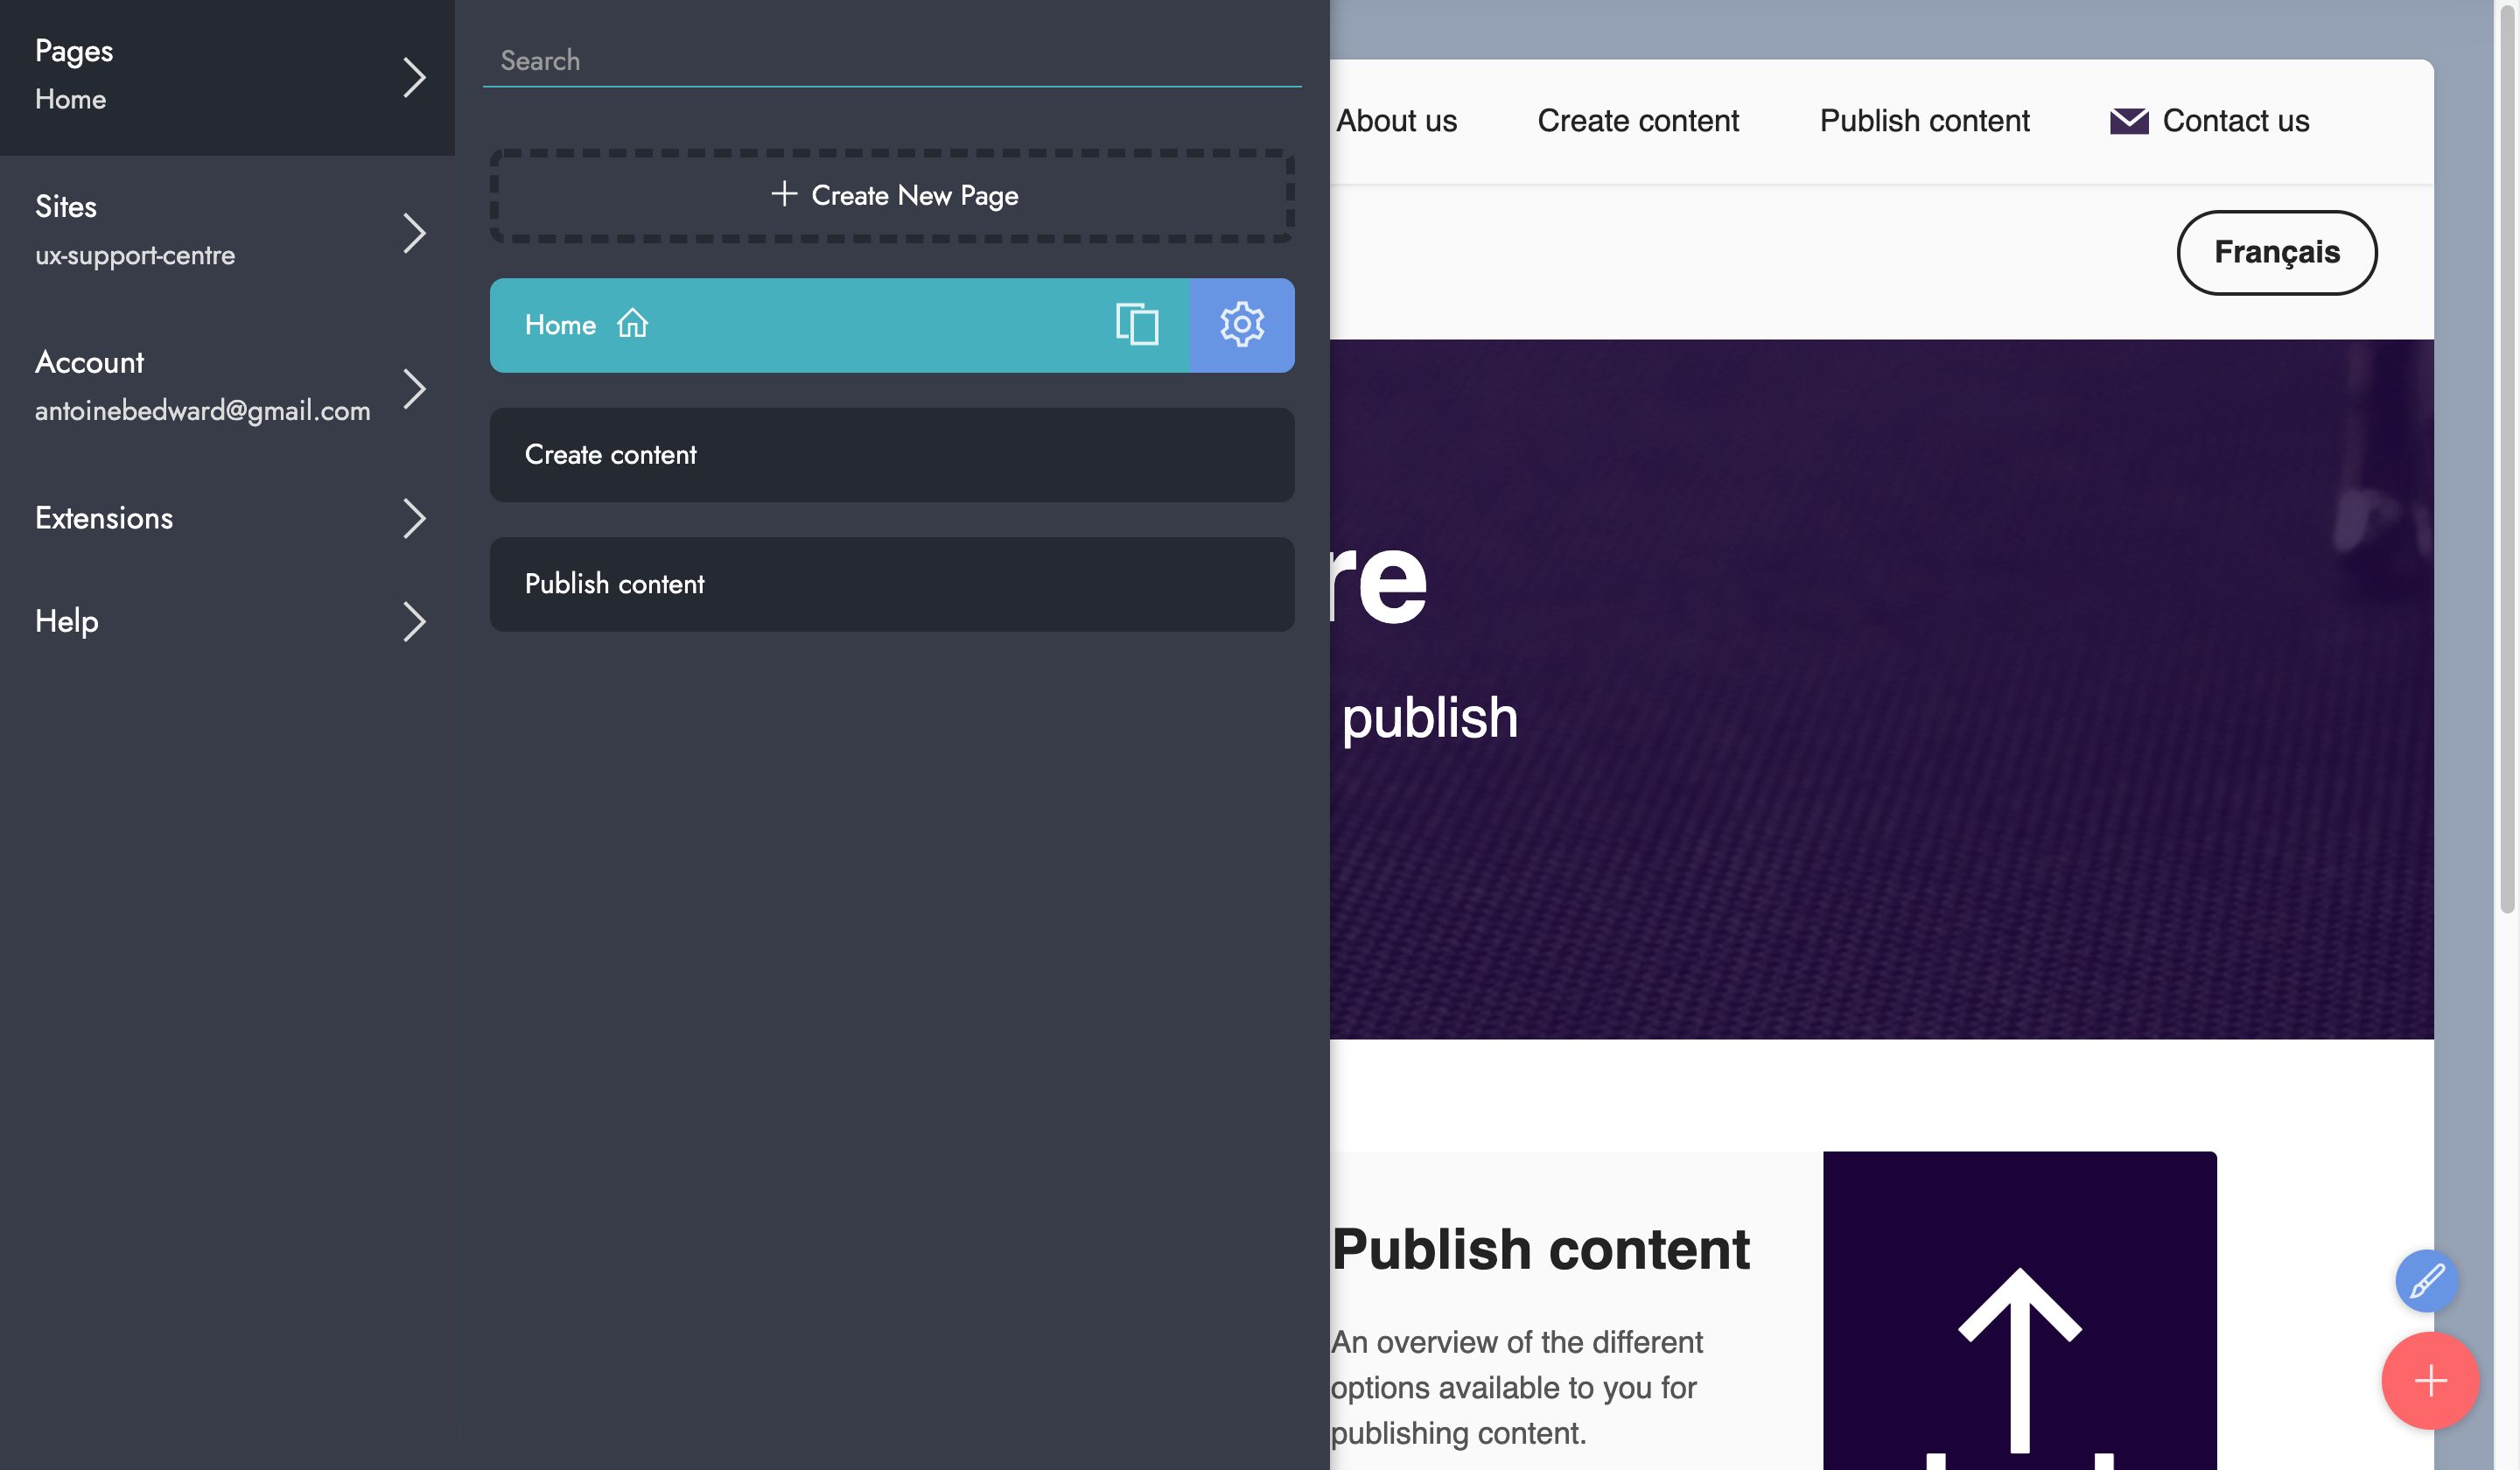 Pages
Home
Sites
ux-support-centre
Account
antoinebedward@gmail.com
Extensions
Help
Search
Create New Page
Home
Create content
Publish content
About us
Create content
Publish content
Contact us
Français
re
publish
Publish content
An overview of the different
options available to you for
publishing content.